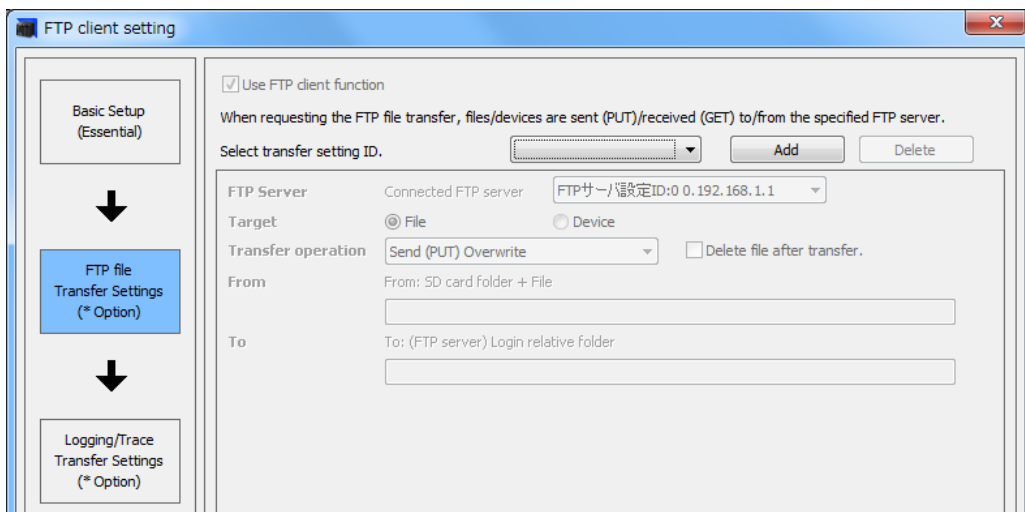 FTP client setting
Basic Setup
(Essential)
FTP file
Transfer Settings
(* Option)
Logging/Trace
Transfer Settings
(* Option)
Use FTP client function
When requesting the FTP file transfer, files/devices are sent (PUT)/received (GET) to/from the specified FTP server.
Select transfer setting ID. Add Delete
FTP Server Connected FTP server FTPサーバ設定ID:0 0.192.168.1.1
Target File Device
Transfer operation Send (PUT) Overwrite Delete file after transfer.
From From: SD card folder + File
To To: (FTP server) Login relative folder